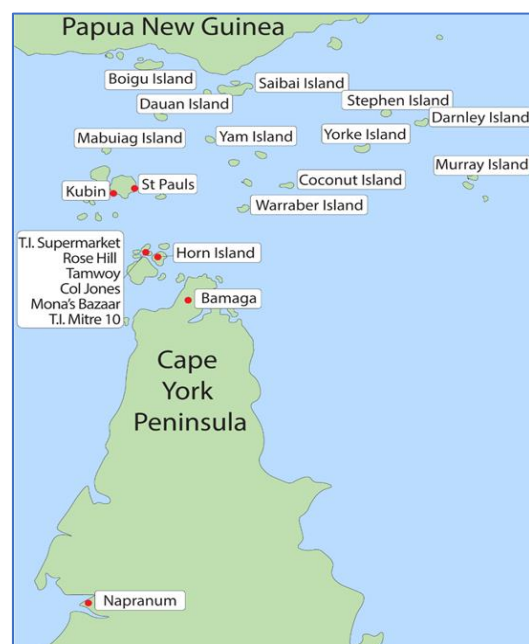 Papua New Guinea
Boigu Island
Saibai Island
Dauan Island
Stephen Island
Darnley Island
Mabuiag Island
Yam Island
Yorke Island
Murray Island
Kubin
St Pauls
Coconut Island
Warraber Island
T.I. Supermarket
Rose Hill
Tamwoy
Col Jones
Mona's Bazaar
T.I. Mitre 10
Horn Island
Bamaga
Cape
York
Peninsula
Napranum